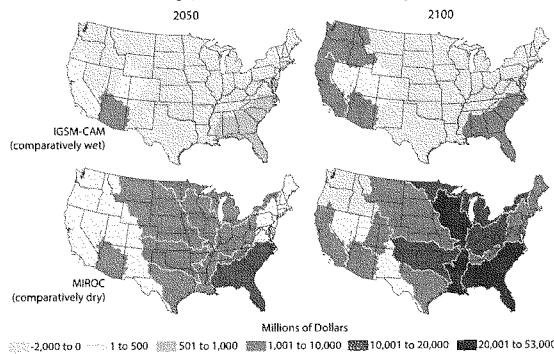 2050
2100
IGSM-CAM
(comparatively wet)
MIROC
(comparatively dry)
Millions of Dollars
-2,000 to 0
1 to 500
501 to 1,000
1,001 to 10,000
10,001 to 20,000
20,001 to 53,000